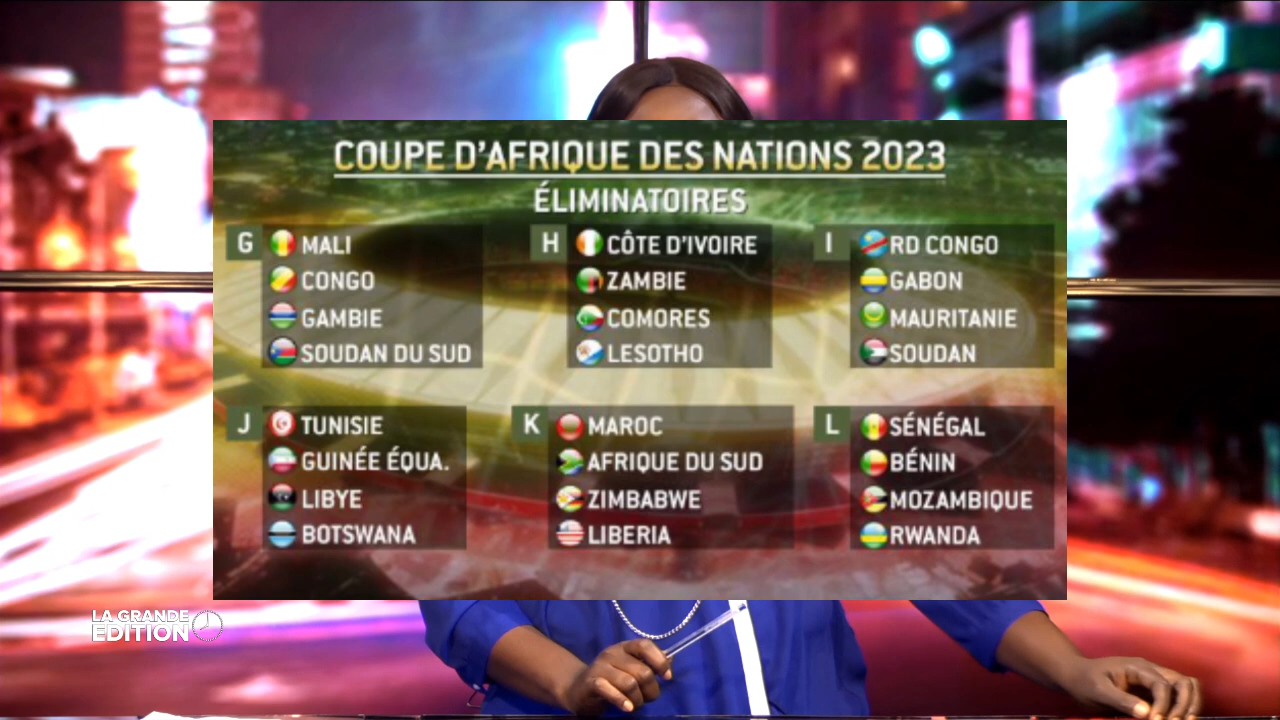 COUPE D'AFRIQUE DES NATIONS 2023
ÉLIMINATOIRES
G MALI
CONGO
GAMBIE
SOUDAN DU SUD
H CÔTE D'IVOIRE
ZAMBIE
COMORES
LESOTHO
I RD CONGO
GABON
MAURITANIE
SOUDAN
J TUNISIE
GUINÉE ÉQUA.
LIBYE
BOTSWANA
K MAROC
AFRIQUE DU SUD
ZIMBABWE
LIBERIA
L SÉNÉGAL
BÉNIN
MOZAMBIQUE
RWANDA
LA GRANDE
EDITION